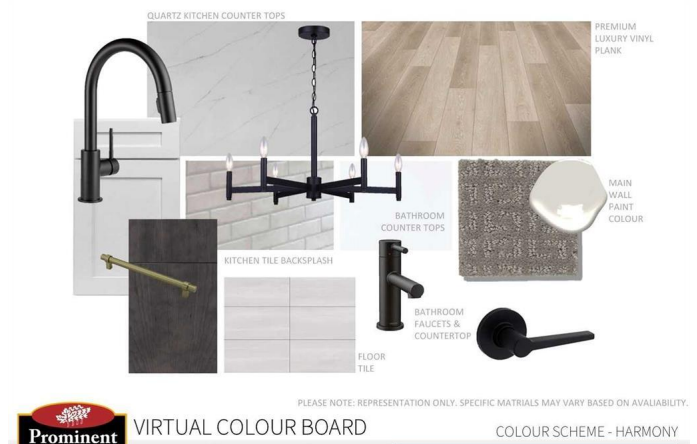 QUARTZ KITCHEN COUNTER TOPS
PREMIUM
LUXURY VINYL
PLANK
MAIN
WALL
PAINT
COLOUR
BATHROOM
COUNTER TOPS
KITCHEN TILE BACKSPLASH
BATHROOM
FAUCETS &
COUNTERTOP
FLOOR
TILE
PLEASE NOTE: REPRESENTATION ONLY. SPECIFIC MATRIALS MAY VARY BASED ON AVALIABILITY.
Prominent
VIRTUAL COLOUR BOARD
COLOUR SCHEME - HARMONY